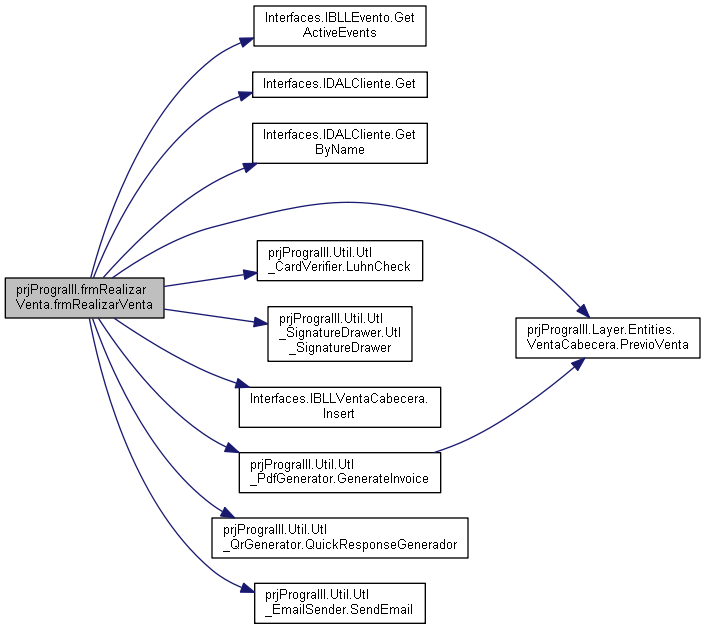 Interfaces.IBLLEvento.Get
ActiveEvents
Interfaces.IDALCliente.Get
Interfaces.IDALCliente.Get
ByName
prjPrograIII.Util.Utl
_CardVerifier.LuhnCheck
prjPrograIII.frmRealizar
Venta.frmRealizarVenta
prjPrograIII.Util.Utl
_SignatureDrawer.Utl
_SignatureDrawer
prjPrograIII.Layer.Entities.
VentaCabecera.PrevioVenta
Interfaces.IBLLVentaCabecera.
Insert
prjPrograIII.Util.Utl
_PdfGenerator.GenerateInvoice
prjPrograIII.Util.Utl
_QrGenerator.QuickResponseGenerador
prjPrograIII.Util.Utl
_EmailSender.SendEmail